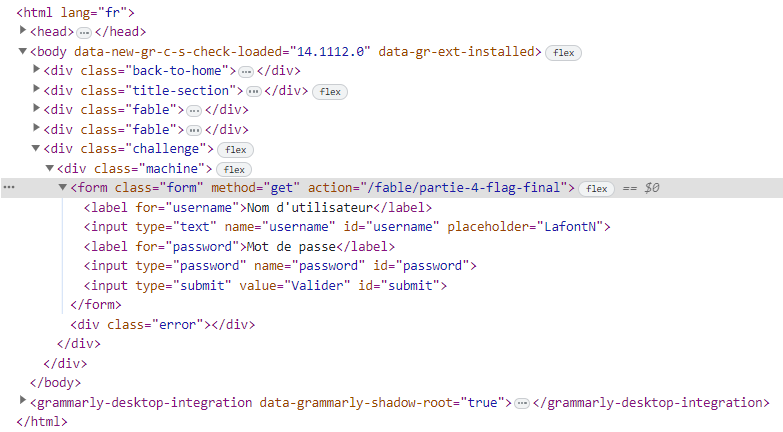 <html lang="fr">
▶<head>…</head>
▼<body data-new-gr-c-s-check-loaded="14.1112.0" data-gr-ext-installed> flex
▶<div class="back-to-home">…</div>
▶<div class="title-section">…</div> flex
▶<div class="fable">…</div>
▶<div class="fable">…</div>
▼<div class="challenge"> flex
▼<div class="machine"> flex
… ▼<form class="form" method="get" action="/fable/partie-4-flag-final"> flex == $0
<label for="username">Nom d'utilisateur</label>
<input type="text" name="username" id="username" placeholder="LafontN">
<label for="password">Mot de passe</label>
<input type="password" name="password" id="password">
<input type="submit" value="Valider" id="submit">
</form>
<div class="error"></div>
</div>
</div>
</body>
▶<grammarly-desktop-integration data-grammarly-shadow-root="true">…</grammarly-desktop-integration>
</html>